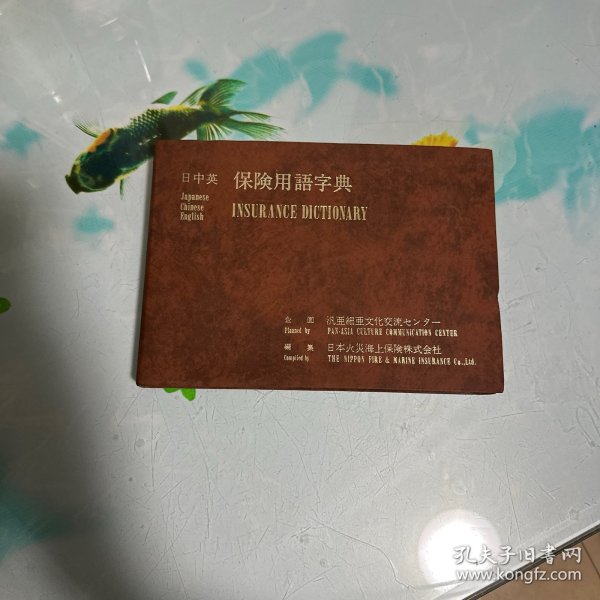 日中英 保険用語字典
Japanese
Chinese
English
INSURANCE DICTIONARY
企画 汎亜細亜文化交流センター
Planned by PAN-ASIA CULTURE COMMUNICATION CENTER
編集 日本火災海上保険株式会社
Compiled by THE NIPPON FIRE & MARINE INSURANCE Co.,Ltd.
孔夫子旧书网
www.kongfz.com